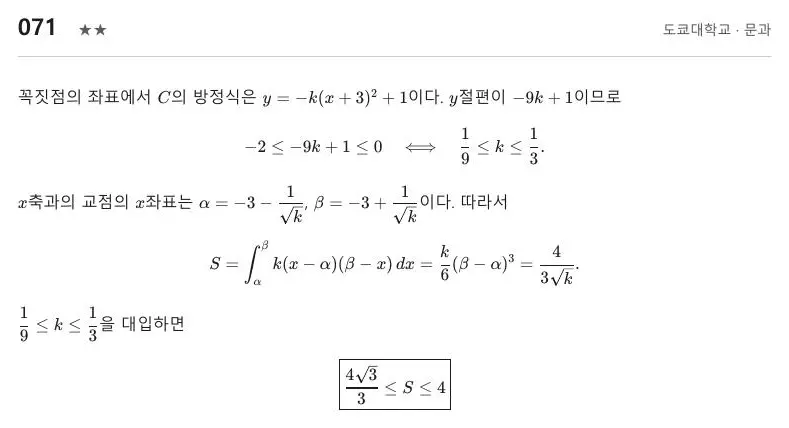 071 ★★ 도쿄대학교 · 문과
꼭짓점의 좌표에서 C의 방정식은 y = −k(x + 3)² + 1이다. y절편이 −9k + 1이므로
−2 ≤ −9k + 1 ≤ 0 ⟺ 1/9 ≤ k ≤ 1/3.
x축과의 교점의 x좌표는 α = −3 − 1/√k, β = −3 + 1/√k이다. 따라서
S = ∫_α^β k(x − α)(β − x) dx = k/6(β − α)³ = 4/(3√k).
1/9 ≤ k ≤ 1/3을 대입하면
4√3/3 ≤ S ≤ 4